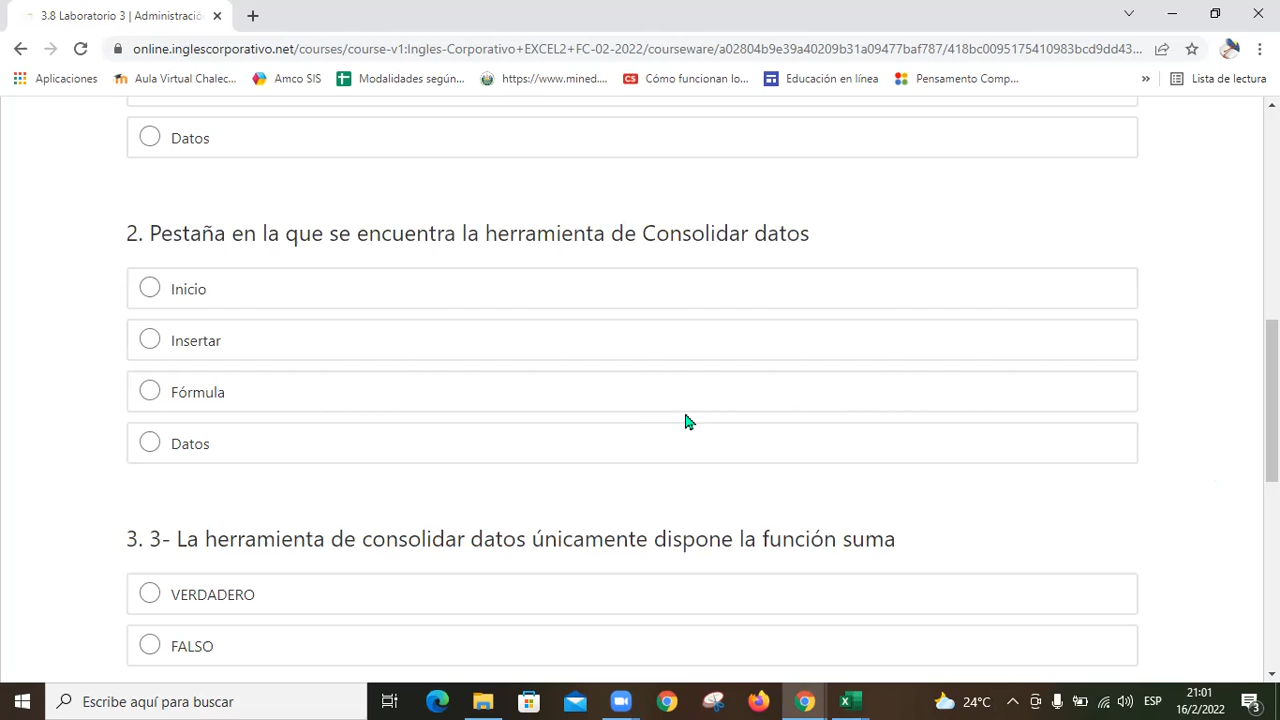 3.8 Laboratorio 3 | Administració
online.inglescorporativo.net/courses/course-v1:Ingles-Corporativo+EXCEL2+FC-02-2022/courseware/a02804b9e39a40209b31a09477baf787/418bc0095175410983bcd9dd43...
Aplicaciones Aula Virtual Chalec... Amco SIS Modalidades según... https://www.mined... CS Cómo funcionan lo... Educación en línea Pensamento Comp... » Lista de lectura
Datos
2. Pestaña en la que se encuentra la herramienta de Consolidar datos
Inicio
Insertar
Fórmula
Datos
3. 3- La herramienta de consolidar datos únicamente dispone la función suma
VERDADERO
FALSO
Escribe aquí para buscar
24°C
ESP
21:01
16/2/2022
3